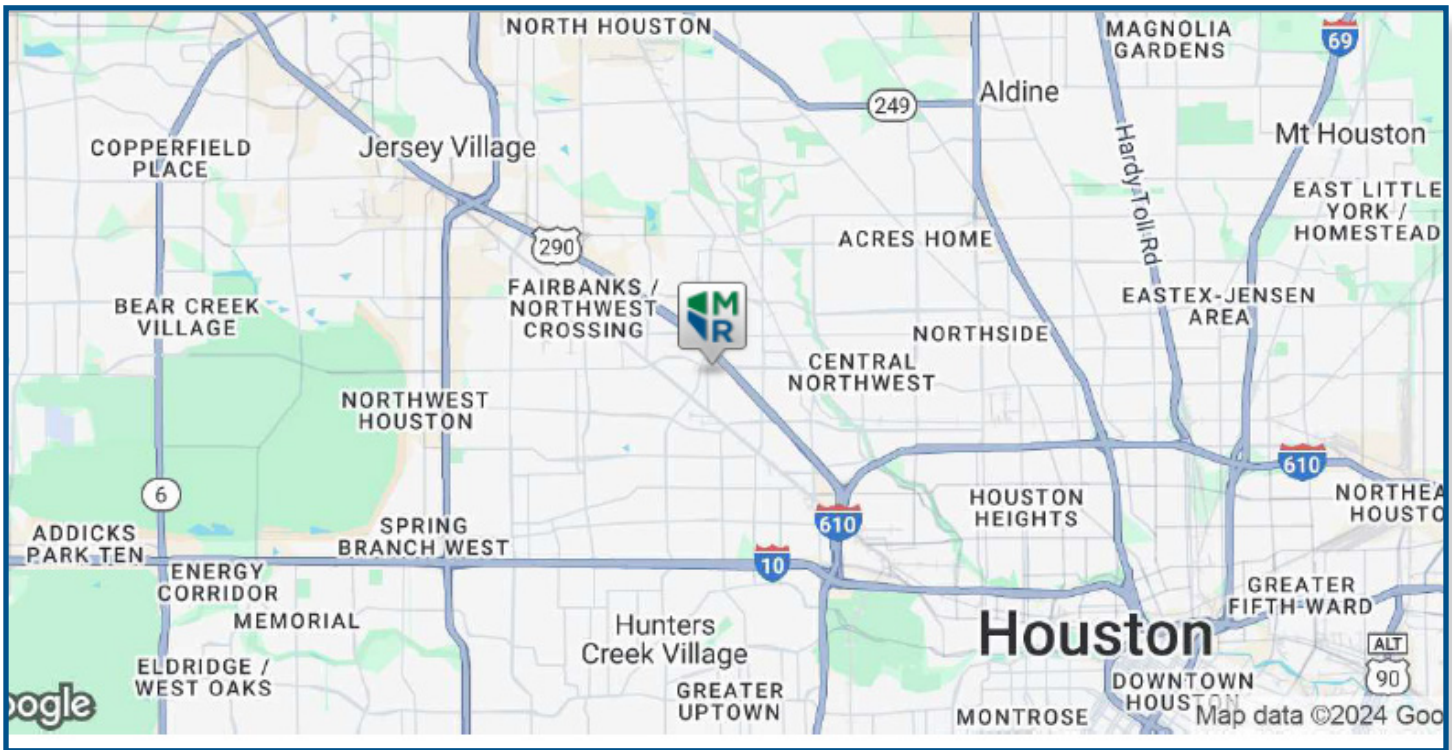 NORTH HOUSTON
MAGNOLIA
GARDENS
69
249
Aldine
Mt Houston
COPPERFIELD
PLACE
Jersey Village
Hardy Toll Rd
EAST LITTLE
YORK /
HOMESTEAD
290
ACRES HOME
BEAR CREEK
VILLAGE
FAIRBANKS /
NORTHWEST
CROSSING
M
R
EASTEX-JENSEN
AREA
NORTHSIDE
CENTRAL
NORTHWEST
NORTHWEST
HOUSTON
610
6
HOUSTON
HEIGHTS
NORTHEA
HOUSTO
610
ADDICKS
PARK TEN
SPRING
BRANCH WEST
10
ENERGY
CORRIDOR
GREATER
FIFTH WARD
MEMORIAL
Hunters
Creek Village
Houston
ALT
90
ELDRIDGE /
WEST OAKS
GREATER
UPTOWN
DOWNTOWN
HOUSTON
MONTROSE
oogle
Map data ©2024 Goo